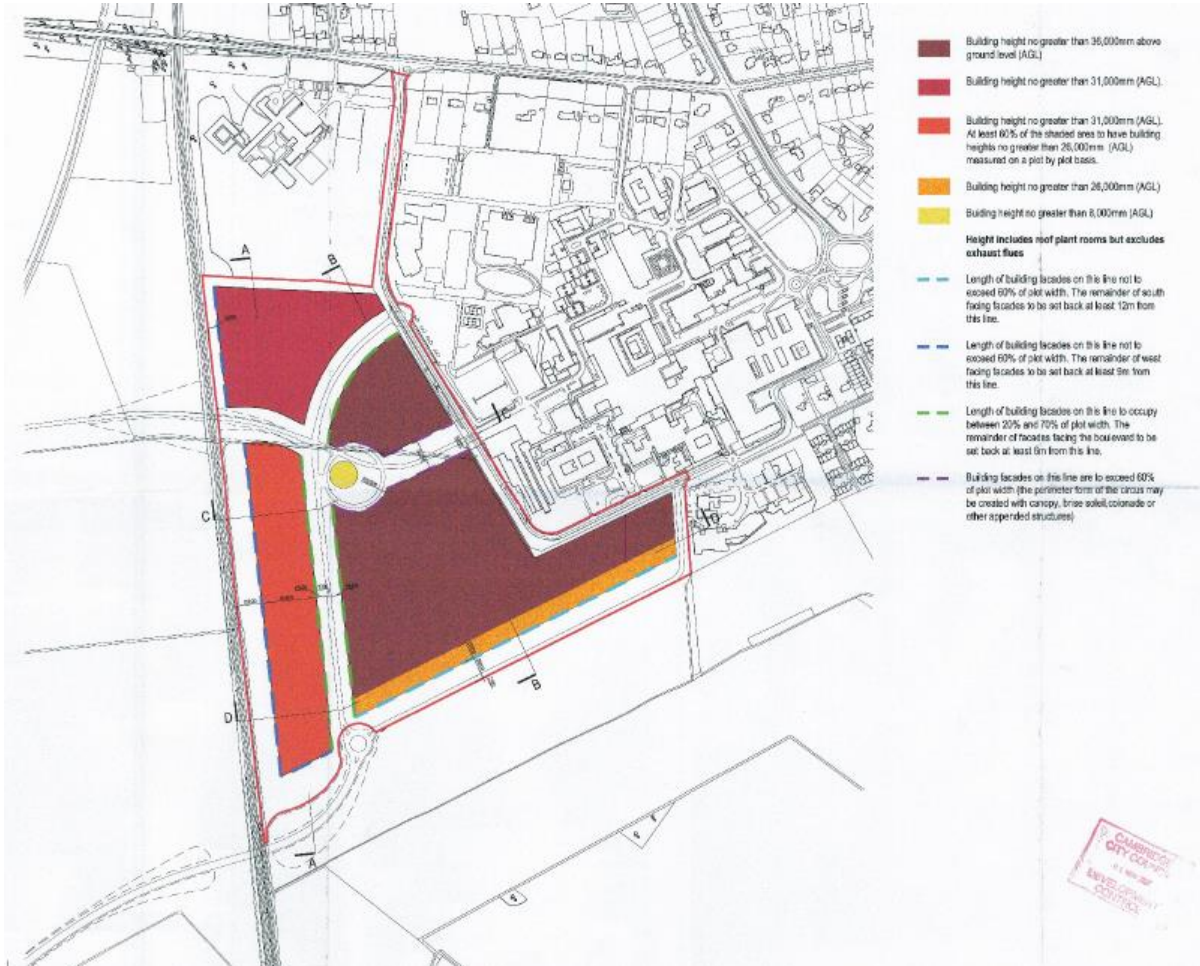 Building height no greater than 36,000mm above
ground level (AGL)
Building height no greater than 31,000mm (AGL).
Building height no greater than 31,000mm (AGL).
At least 60% of the shaded area to have building
heights no greater than 26,000mm (AGL)
measured on a plot by plot basis.
Building height no greater than 26,000mm (AGL)
Buiding height no greater than 8,000mm (AGL)
Height includes roof plant rooms but excludes
exhaust flues
Length of building facades on this line not to
exceed 60% of plot width. The remainder of south
facing facades to be set back at least 12m from
this line.
Length of building facades on this line not to
exceed 60% of plot width. The remainder of west
facing facades to be set back at least 9m from
this line.
Length of building facades on this line to occupy
between 20% and 70% of plot width. The
remainder of facades facing the boulevard to be
set back at least 6m from this line.
Building facades on this line are to exceed 60%
of plot width (the perimeter form of the circus may
be created with canopy, brise soleil, colonade or
other appended structures)
A
B
C
D
B
A
CAMBRIDGE
CITY COUNCIL
DEVELOPMENT
CONTROL